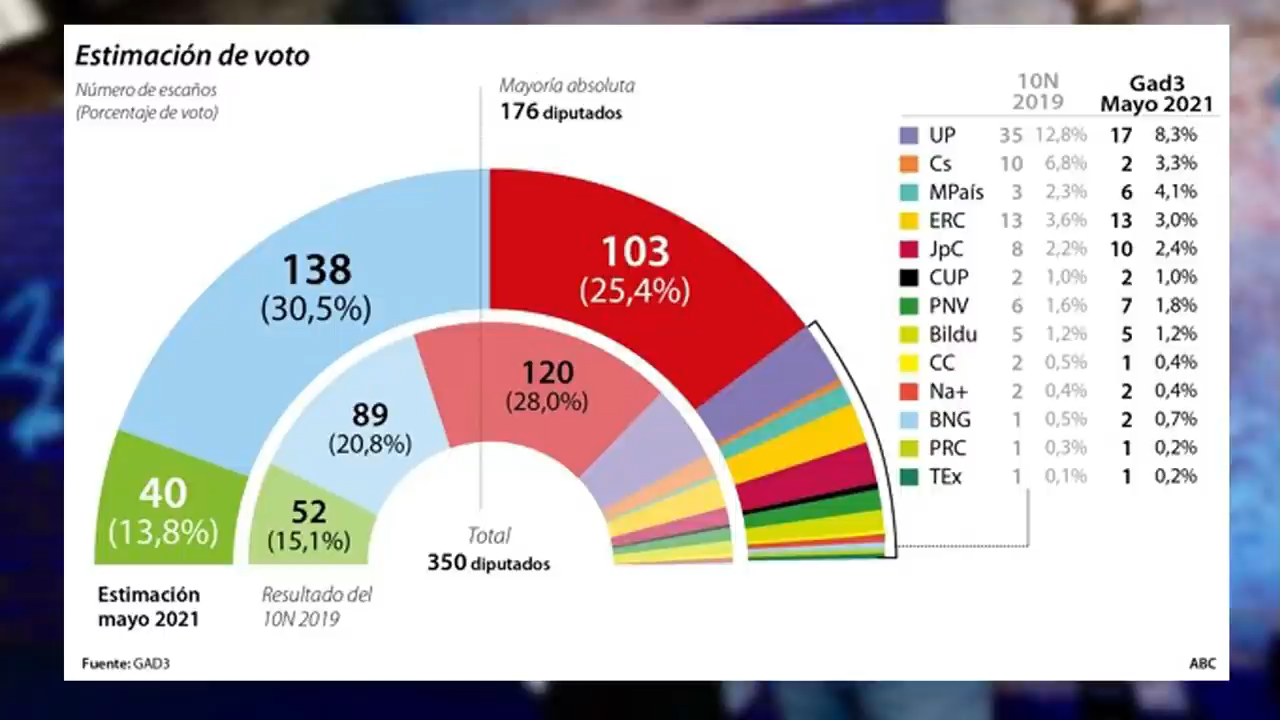 Estimación de voto
Número de escaños
(Porcentaje de voto)
Mayoría absoluta
176 diputados
138
(30,5%)
103
(25,4%)
40
(13,8%)
89
(20,8%)
120
(28,0%)
52
(15,1%)
Total
350 diputados
Estimación
mayo 2021
Resultado del
10N 2019
10N
2019
Gad3
Mayo 2021
UP 35 12,8% 17 8,3%
Cs 10 6,8% 2 3,3%
MPaís 3 2,3% 6 4,1%
ERC 13 3,6% 13 3,0%
JpC 8 2,2% 10 2,4%
CUP 2 1,0% 2 1,0%
PNV 6 1,6% 7 1,8%
Bildu 5 1,2% 5 1,2%
CC 2 0,5% 1 0,4%
Na+ 2 0,4% 2 0,4%
BNG 1 0,5% 2 0,7%
PRC 1 0,3% 1 0,2%
TEx 1 0,1% 1 0,2%
Fuente: GAD3
ABC